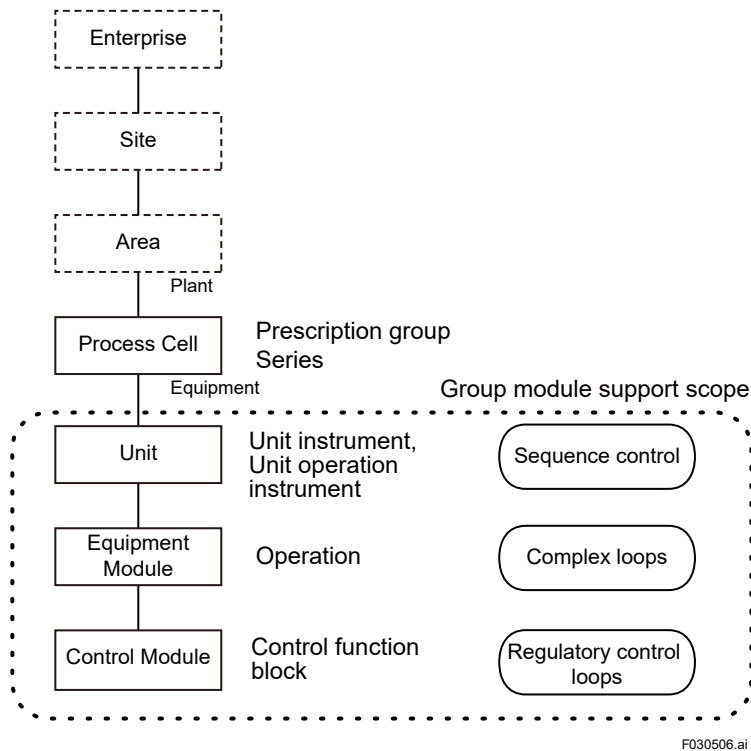 Enterprise
Site
Area
Plant
Process Cell
Prescription group
Series
Equipment
Group module support scope
Unit
Unit instrument,
Unit operation
instrument
Sequence control
Equipment
Module
Operation
Complex loops
Control Module
Control function
block
Regulatory control
loops
F030506.ai